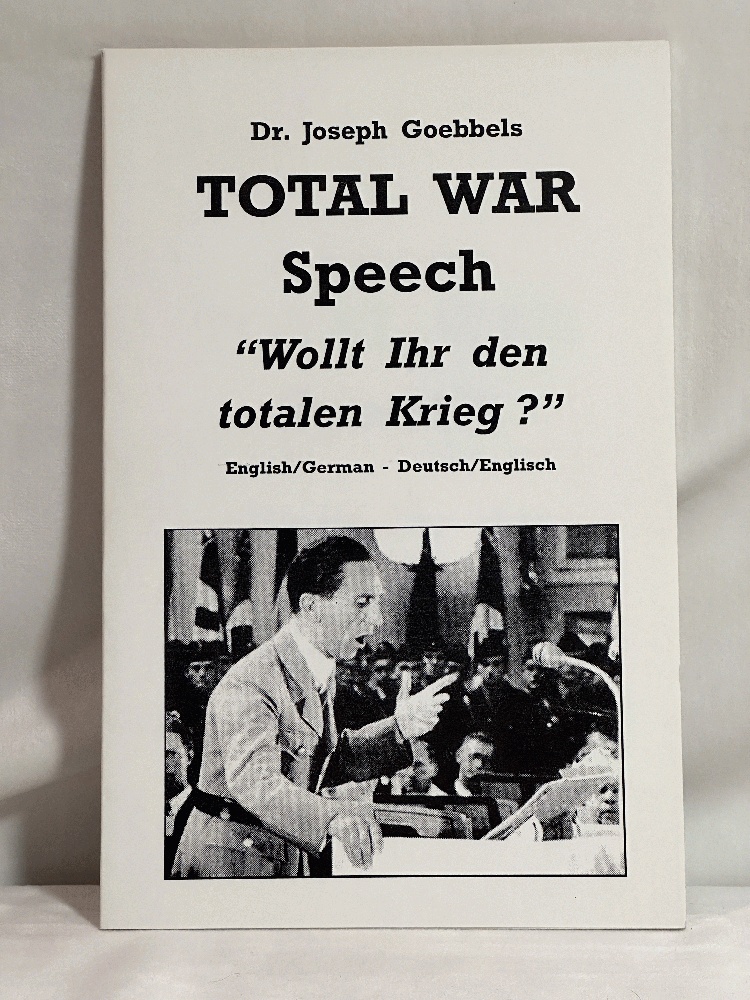 Dr. Joseph Goebbels
TOTAL WAR
Speech
“Wollt Ihr den
totalen Krieg ?”
English/German - Deutsch/Englisch